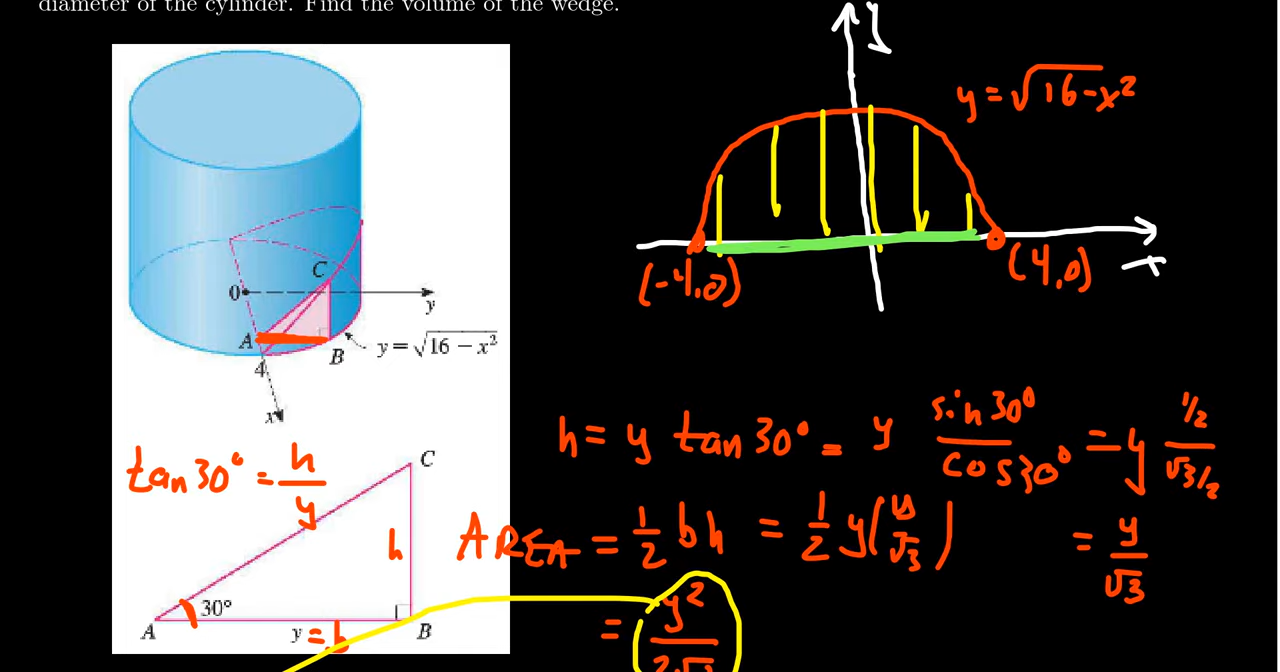 diameter of the cylinder. Find the volume of the wedge.
y
y = √16-x²
C
0
y
A
B
y = √16 − x²
4
x
(-4,0)
(4,0)
x
h = y tan 30° = y sin 30° / cos 30° = y 1/2 / √3/2
= y/√3
tan 30° = h/y
C
h
AREA = 1/2 bh = 1/2 y(y/√3)
= y²/2√3
30°
A
y = b
B